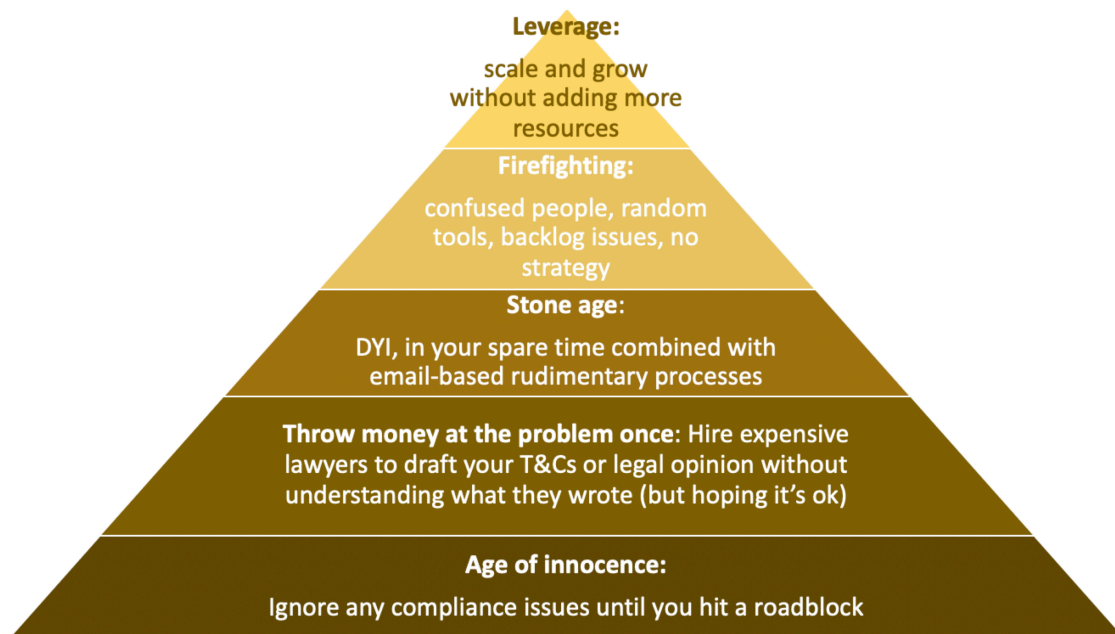 Leverage:
scale and grow
without adding more
resources
Firefighting:
confused people, random
tools, backlog issues, no
strategy
Stone age:
DYI, in your spare time combined with
email-based rudimentary processes
Throw money at the problem once: Hire expensive
lawyers to draft your T&Cs or legal opinion without
understanding what they wrote (but hoping it’s ok)
Age of innocence:
Ignore any compliance issues until you hit a roadblock